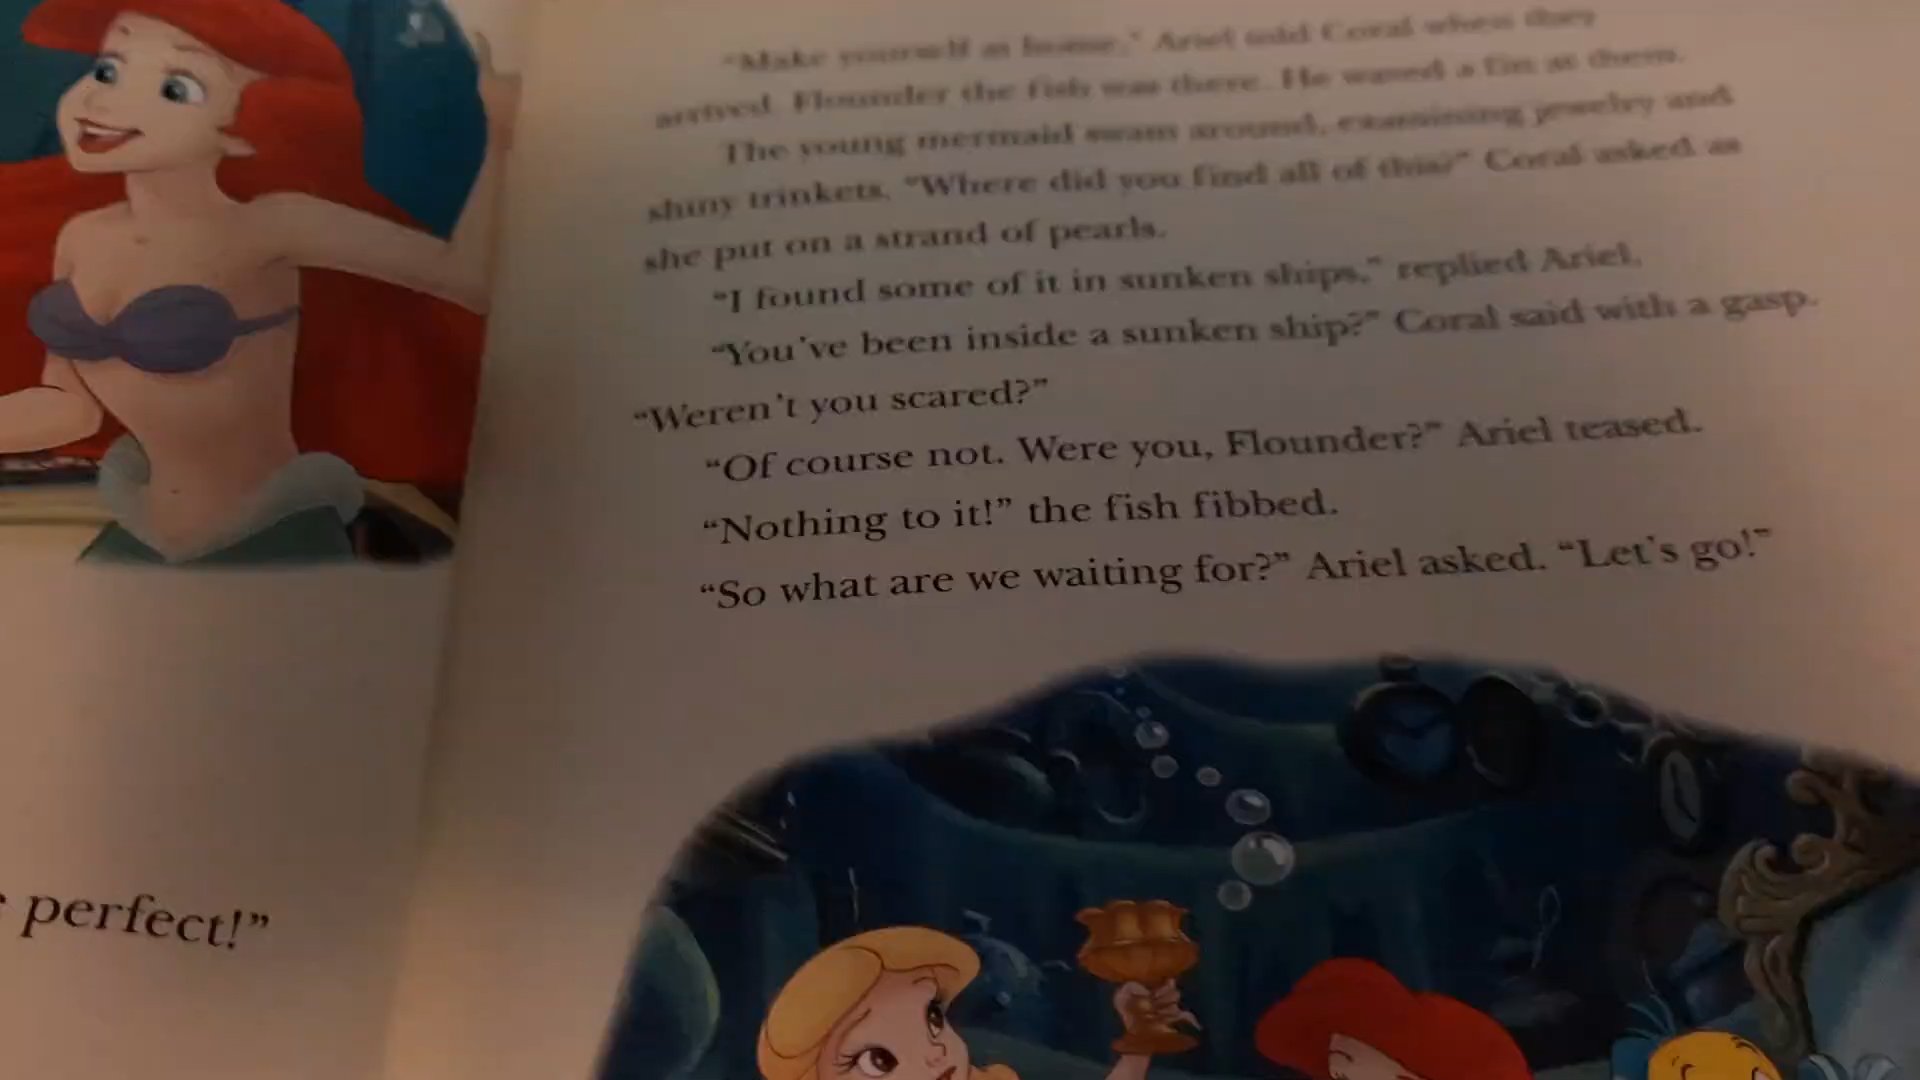 perfect!”
“Make yourself at home,” Ariel told Coral when they
arrived. Flounder the fish was there. He waved a fin at them.
The young mermaid swam around, examining jewelry and
shiny trinkets. “Where did you find all of this?” Coral asked as
she put on a strand of pearls.
“I found some of it in sunken ships,” replied Ariel.
“You’ve been inside a sunken ship?” Coral said with a gasp.
“Weren’t you scared?”
“Of course not. Were you, Flounder?” Ariel teased.
“Nothing to it!” the fish fibbed.
“So what are we waiting for?” Ariel asked. “Let’s go!”